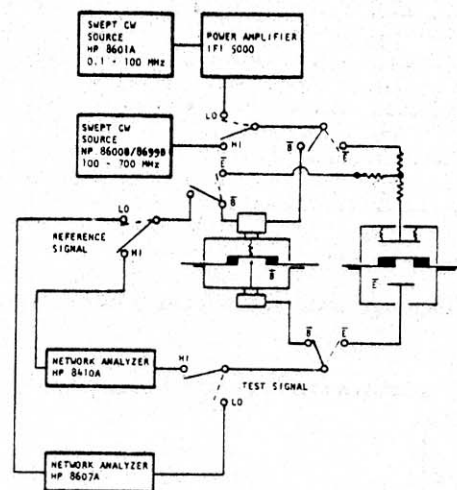 SWEPT CW
SOURCE
HP 8601A
0.1 - 100 MHz
POWER AMPLIFIER
IFI 5000
LO
SWEPT CW
SOURCE
HP 8600B/8699B
100 - 700 MHz
HI
B
E
E
LO
B
REFERENCE
SIGNAL
HI
B
E
B
E
NETWORK ANALYZER
HP 8410A
HI
TEST SIGNAL
LO
NETWORK ANALYZER
HP 8607A